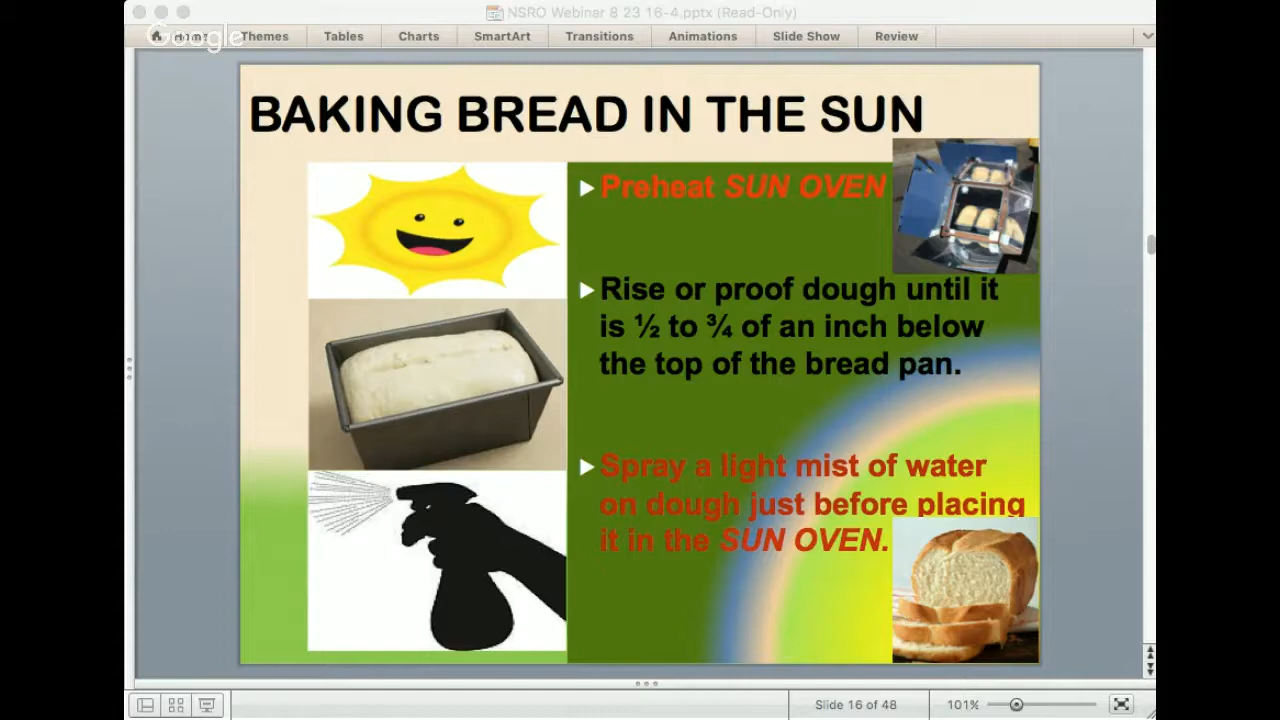 NSRO Webinar 8 23 16-4.pptx (Read-Only)
Google
Home Themes Tables Charts SmartArt Transitions Animations Slide Show Review
BAKING BREAD IN THE SUN
Preheat SUN OVEN
Rise or proof dough until it
is ½ to ¾ of an inch below
the top of the bread pan.
Spray a light mist of water
on dough just before placing
it in the SUN OVEN.
Slide 16 of 48
101%